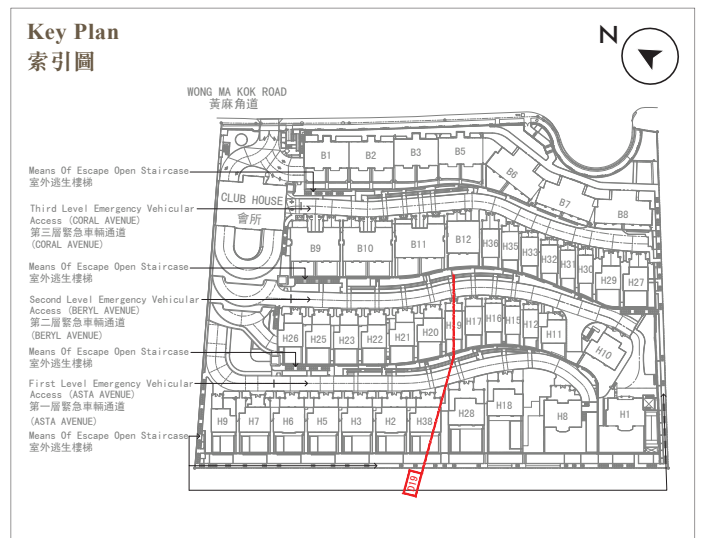 Key Plan
索引圖
N
WONG MA KOK ROAD
黃麻角道
B1
B2
B3
B5
B6
B7
B8
Means Of Escape Open Staircase
室外逃生樓梯
CLUB HOUSE
會所
Third Level Emergency Vehicular
Access (CORAL AVENUE)
第三層緊急車輛通道
(CORAL AVENUE)
B9
B10
B11
B12
H36
H35
H33
H32
H31
H30
H29
H27
Means Of Escape Open Staircase
室外逃生樓梯
Second Level Emergency Vehicular
Access (BERYL AVENUE)
第二層緊急車輛通道
(BERYL AVENUE)
H26
H25
H23
H22
H21
H20
H19
H17
H16
H15
H12
H11
H10
Means Of Escape Open Staircase
室外逃生樓梯
First Level Emergency Vehicular
Access (ASTA AVENUE)
第一層緊急車輛通道
(ASTA AVENUE)
H9
H7
H6
H5
H3
H2
H38
H28
H18
H8
H1
Means Of Escape Open Staircase
室外逃生樓梯
D19